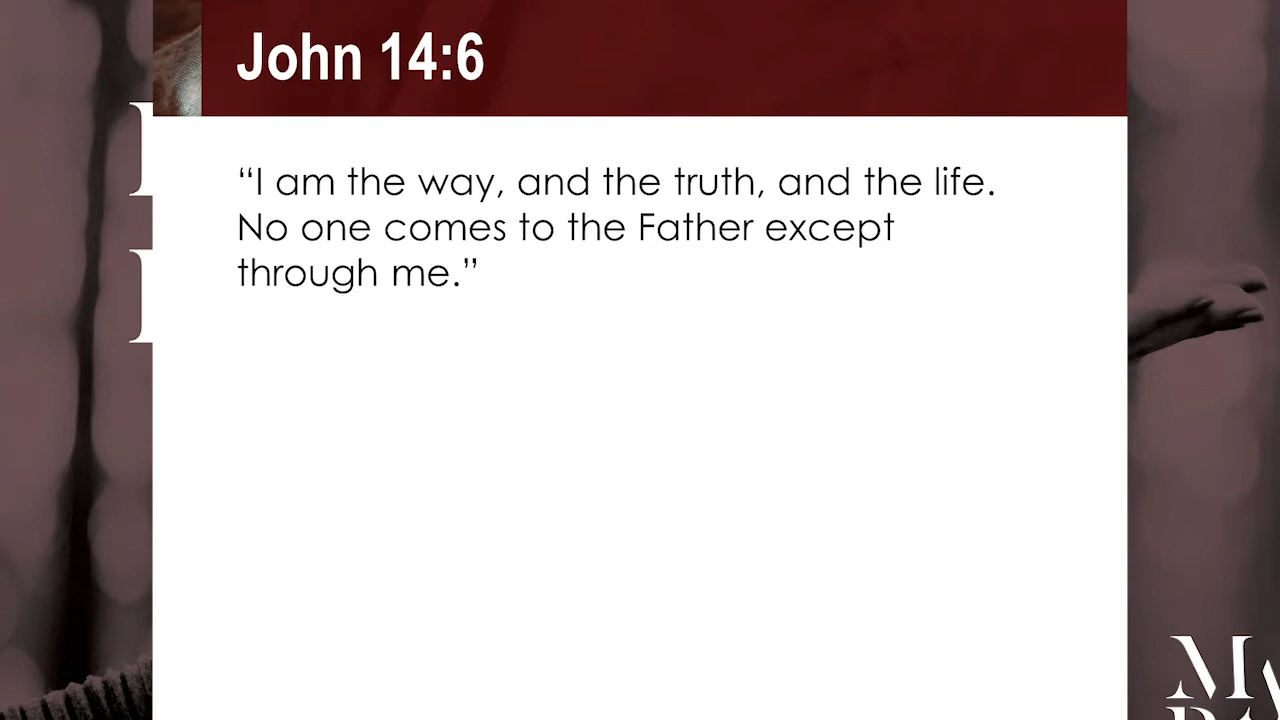 John 14:6
“I am the way, and the truth, and the life.
No one comes to the Father except
through me.”